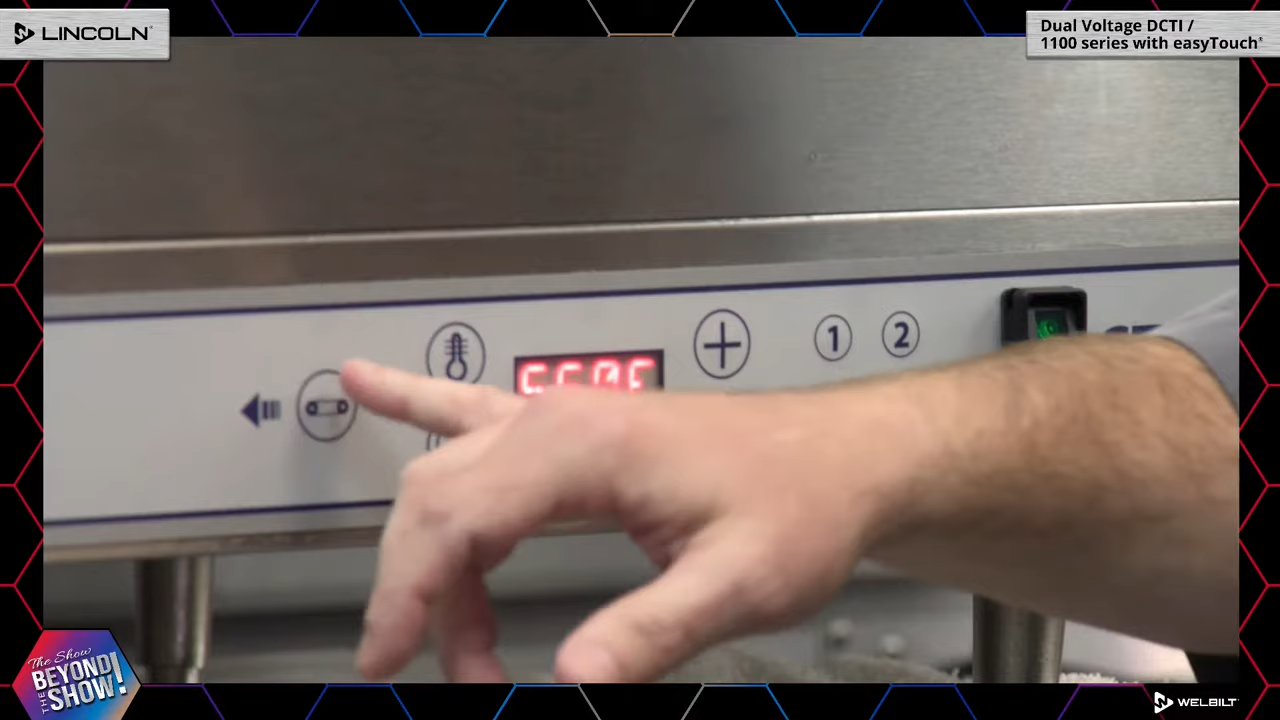 LINCOLN®
Dual Voltage DCTI /
1100 series with easyTouch®
1
2
The Show
BEYOND
THE
SHOW!
WELBILT